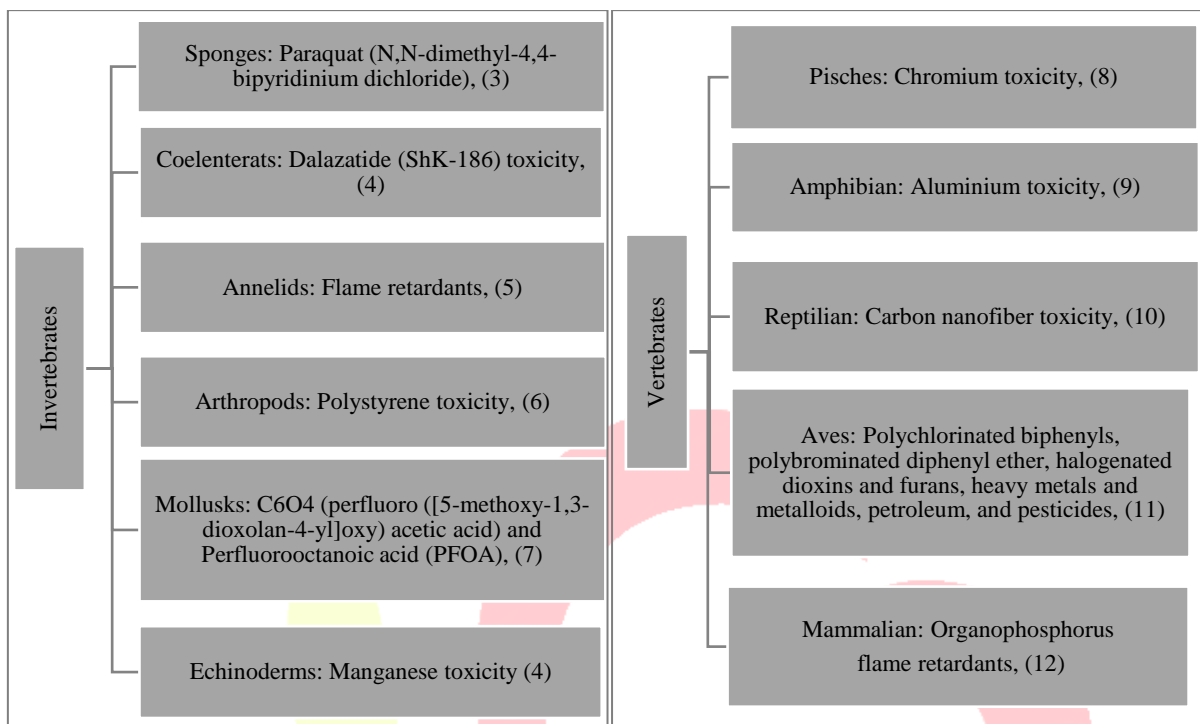 Invertebrates
Sponges: Paraquat (N,N-dimethyl-4,4-
bipyridinium dichloride), (3)
Coelenterats: Dalazatide (ShK-186) toxicity,
(4)
Annelids: Flame retardants, (5)
Arthropods: Polystyrene toxicity, (6)
Mollusks: C6O4 (perfluoro ([5-methoxy-1,3-
dioxolan-4-yl]oxy) acetic acid) and
Perfluorooctanoic acid (PFOA), (7)
Echinoderms: Manganese toxicity (4)
Vertebrates
Pisches: Chromium toxicity, (8)
Amphibian: Aluminium toxicity, (9)
Reptilian: Carbon nanofiber toxicity, (10)
Aves: Polychlorinated biphenyls,
polybrominated diphenyl ether, halogenated
dioxins and furans, heavy metals and
metalloids, petroleum, and pesticides, (11)
Mammalian: Organophosphorus
flame retardants, (12)